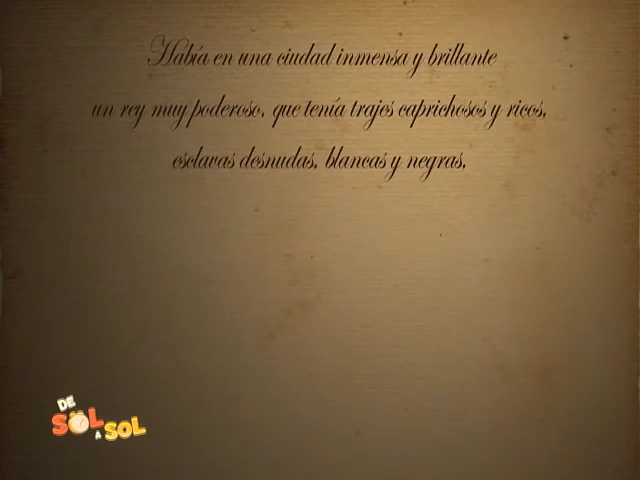 Había en una ciudad inmensa y brillante
un rey muy poderoso, que tenía trajes caprichosos y ricos,
esclavas desnudas, blancas y negras,
DE
SOL
A SOL